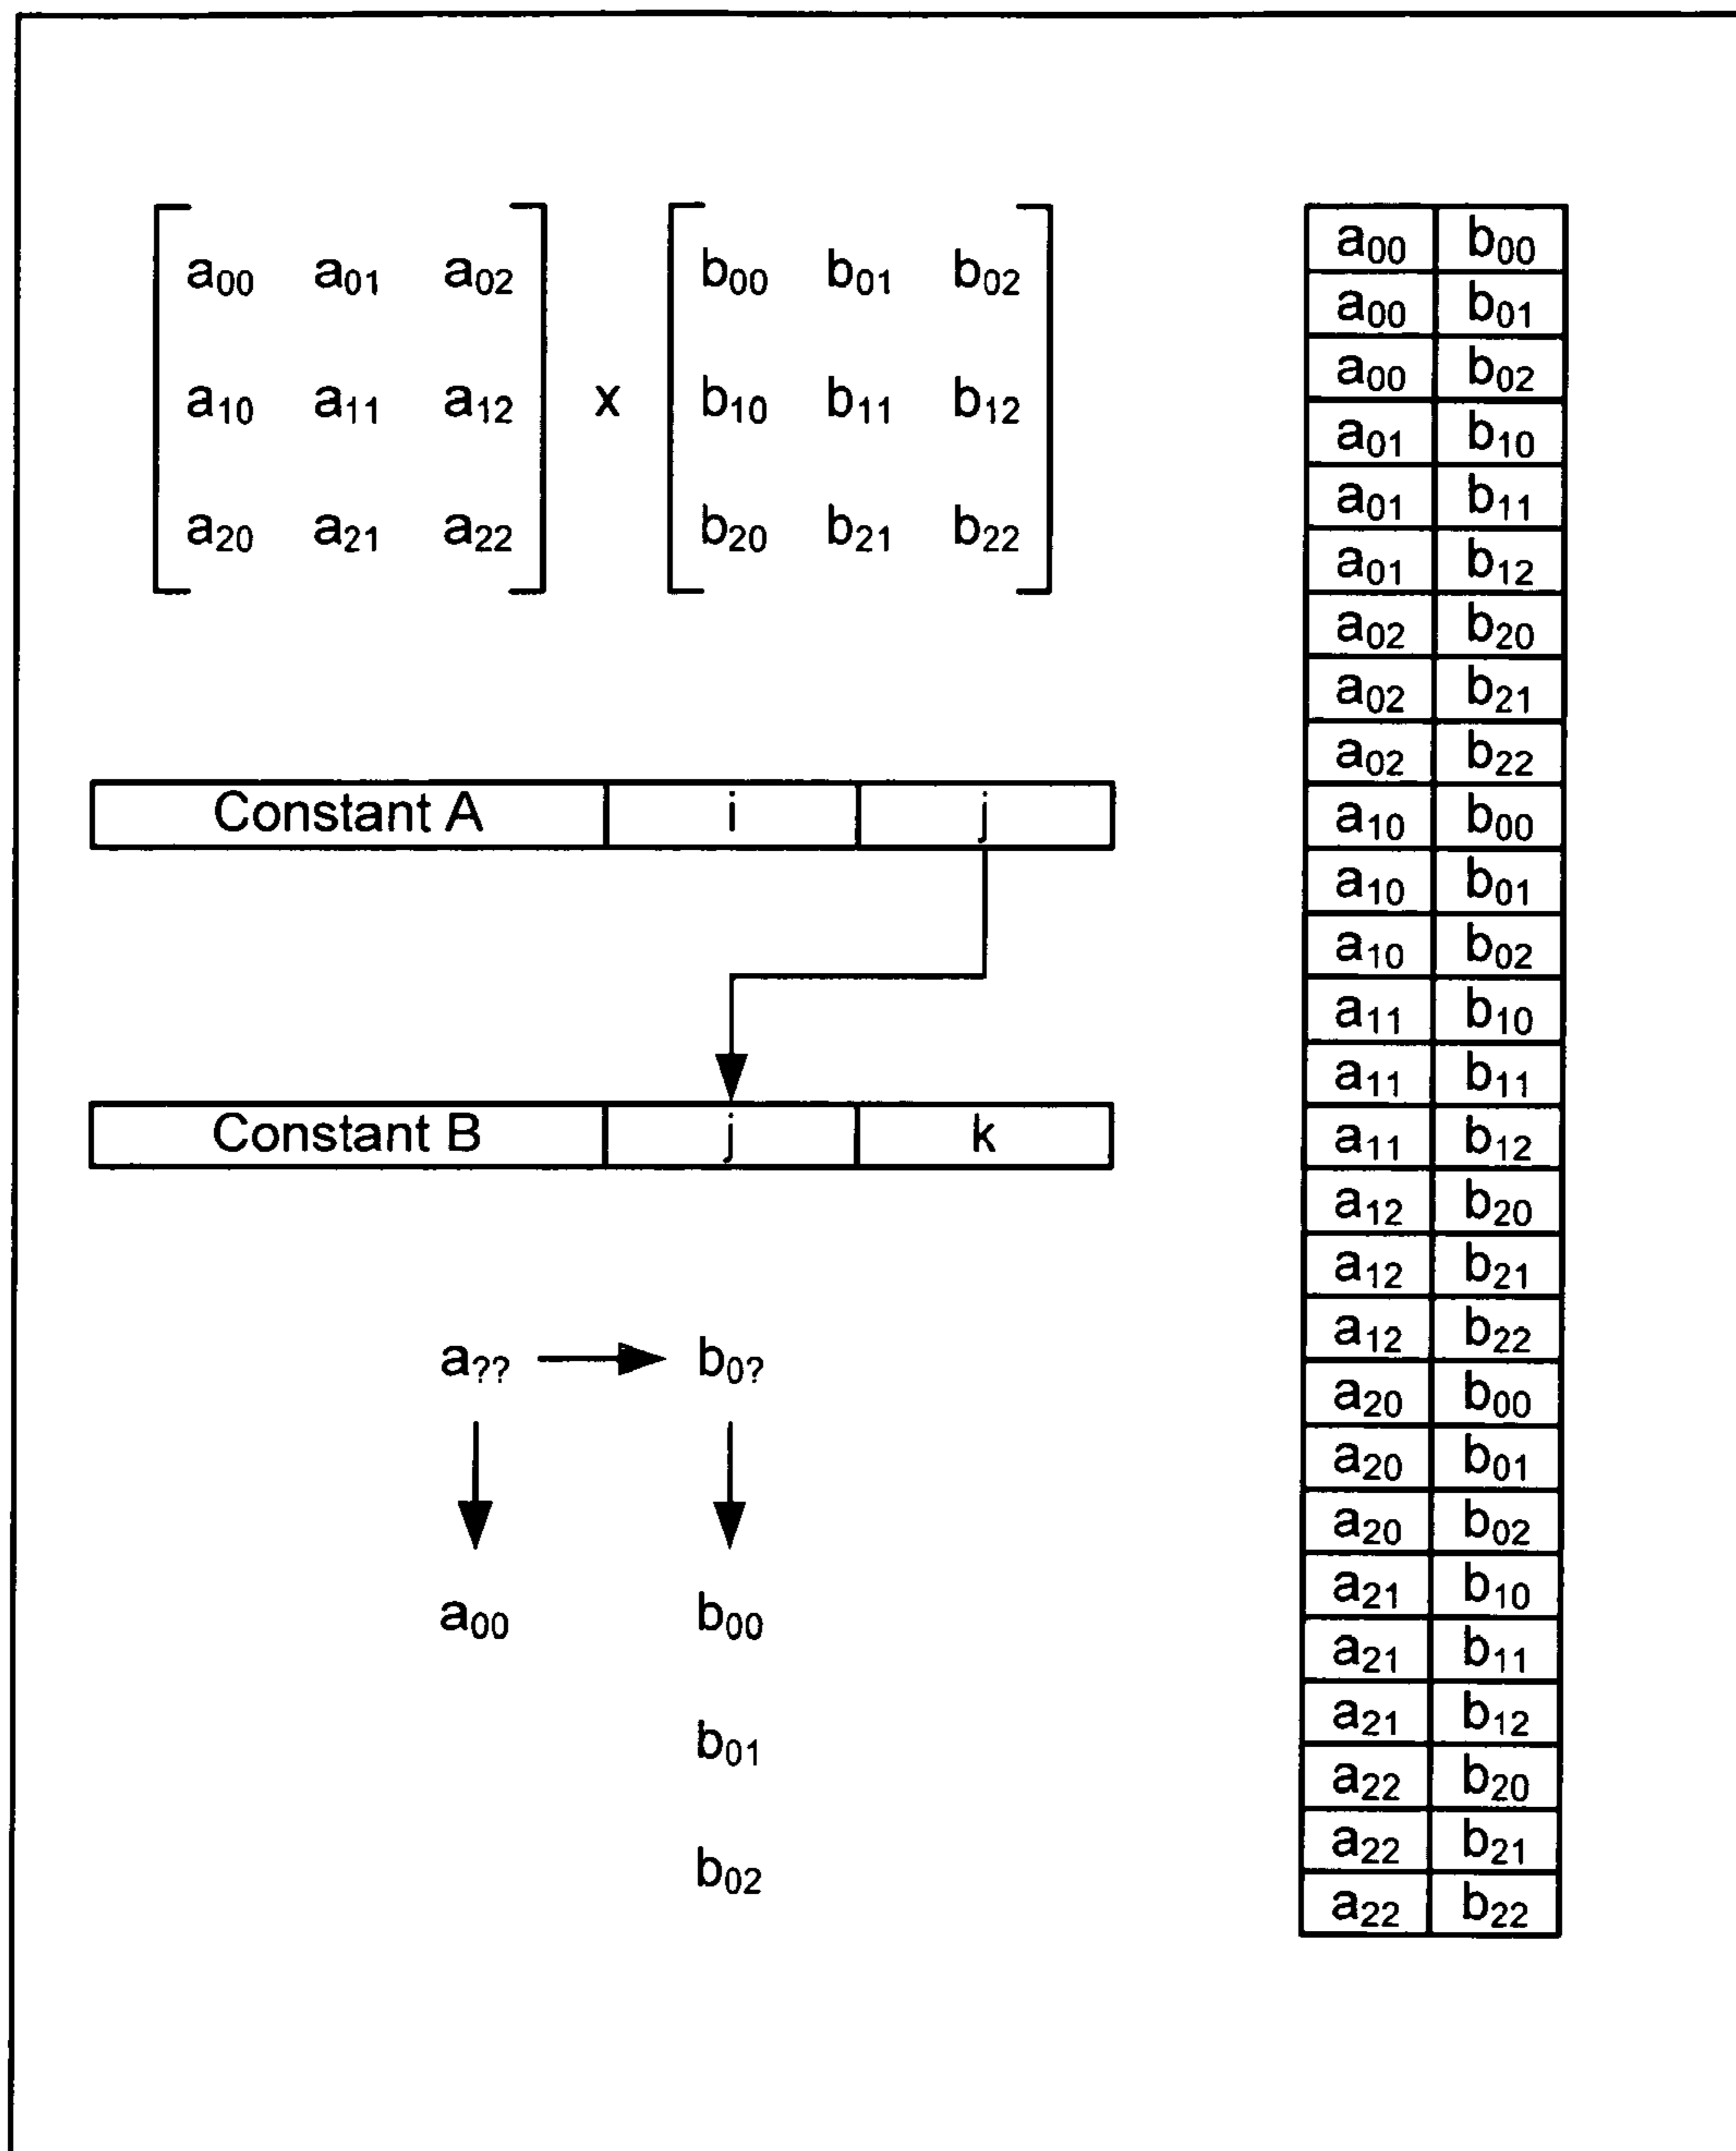 a00 a01 a02 b00 b01 b02
a10 a11 a12 x b10 b11 b12
a20 a21 a22 b20 b21 b22
Constant A i j
Constant B j k
a?? b0?
a00 b00
b01
b02
a00 b00
a00 b01
a00 b02
a01 b10
a01 b11
a01 b12
a02 b20
a02 b21
a02 b22
a10 b00
a10 b01
a10 b02
a11 b10
a11 b11
a11 b12
a12 b20
a12 b21
a12 b22
a20 b00
a20 b01
a20 b02
a21 b10
a21 b11
a21 b12
a22 b20
a22 b21
a22 b22